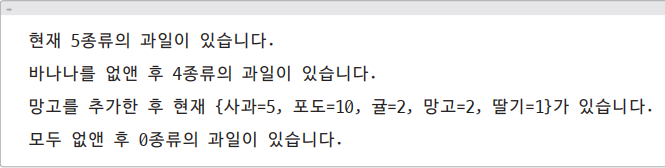 현재 5종류의 과일이 있습니다.
바나나를 없앤 후 4종류의 과일이 있습니다.
망고를 추가한 후 현재 {사과=5, 포도=10, 귤=2, 망고=2, 딸기=1}가 있습니다.
모두 없앤 후 0종류의 과일이 있습니다.